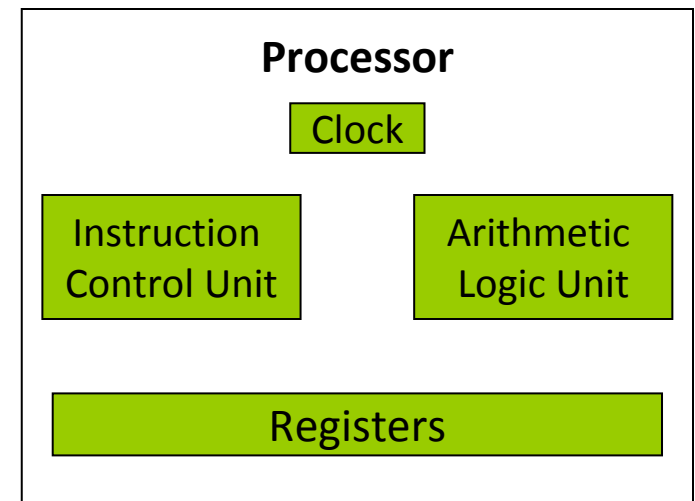 Processor
Clock
Instruction
Control Unit
Arithmetic
Logic Unit
Registers